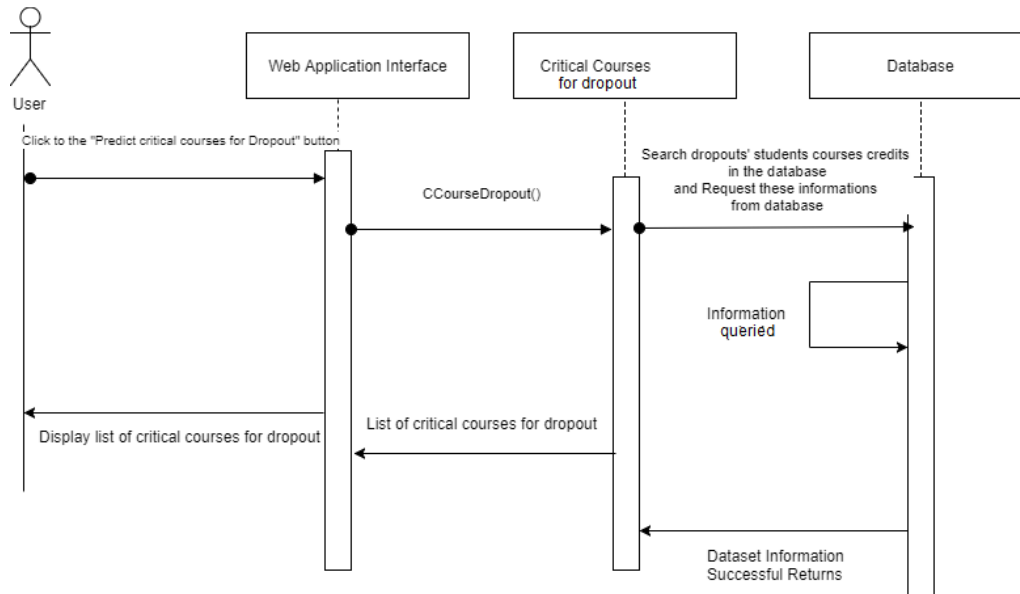 User
Web Application Interface
Critical Courses
for dropout
Database
Click to the "Predict critical courses for Dropout" button
CCourseDropout()
Search dropouts' students courses credits
in the database
and Request these informations
from database
Information
queried
List of critical courses for dropout
Display list of critical courses for dropout
Dataset Information
Successful Returns